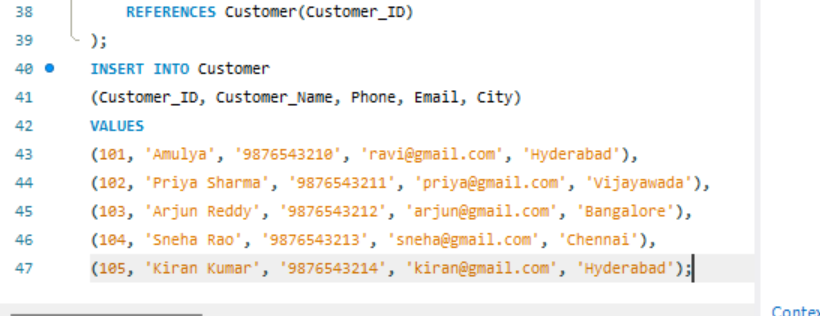 38 REFERENCES Customer(Customer_ID)
39 );
40 INSERT INTO Customer
41 (Customer_ID, Customer_Name, Phone, Email, City)
42 VALUES
43 (101, 'Amulya', '9876543210', 'ravi@gmail.com', 'Hyderabad'),
44 (102, 'Priya Sharma', '9876543211', 'priya@gmail.com', 'Vijayawada'),
45 (103, 'Arjun Reddy', '9876543212', 'arjun@gmail.com', 'Bangalore'),
46 (104, 'Sneha Rao', '9876543213', 'sneha@gmail.com', 'Chennai'),
47 (105, 'Kiran Kumar', '9876543214', 'kiran@gmail.com', 'Hyderabad');